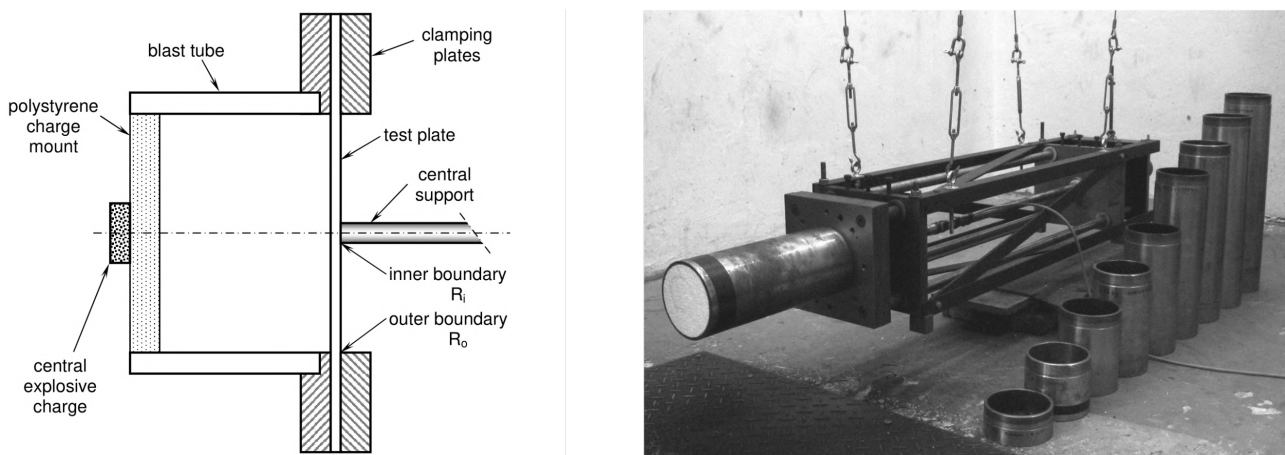 blast tube
clamping
plates
polystyrene
charge
mount
test plate
central
support
inner boundary
Rᵢ
outer boundary
Rₒ
central
explosive
charge